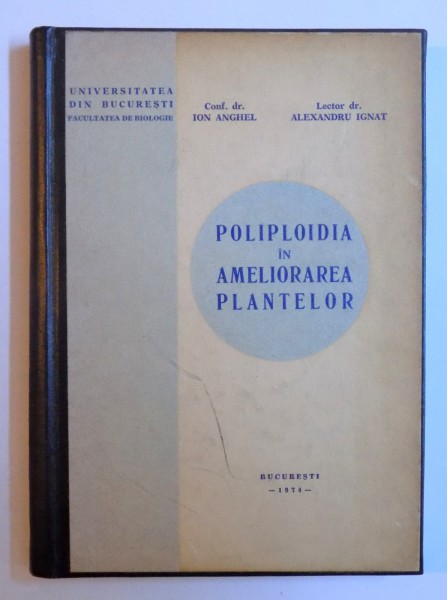 UNIVERSITATEA
DIN BUCUREȘTI
FACULTATEA DE BIOLOGIE
Conf. dr.
ION ANGHEL
Lector dr.
ALEXANDRU IGNAT
POLIPLOIDIA
ÎN
AMELIORAREA
PLANTELOR
BUCUREȘTI
—1974—